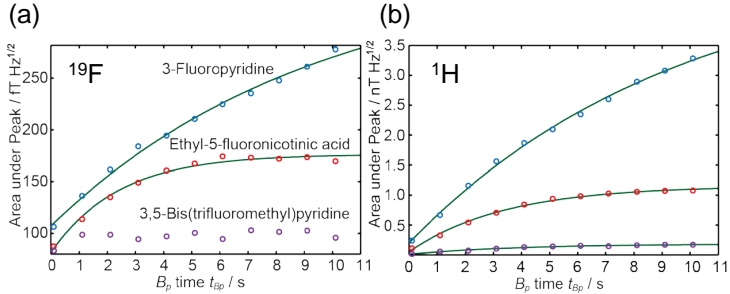 (a)
(b)
Area under Peak / fT Hz1/2
250
200
150
100
19F
3-Fluoropyridine
Ethyl-5-fluoronicotinic acid
3,5-Bis(trifluoromethyl)pyridine
0 1 2 3 4 5 6 7 8 9 10 11
Bp time tBp / s
Area under Peak / nT Hz1/2
3.5
3.0
2.5
2.0
1.5
1.0
0.5
1H
0 1 2 3 4 5 6 7 8 9 10 11
Bp time tBp / s